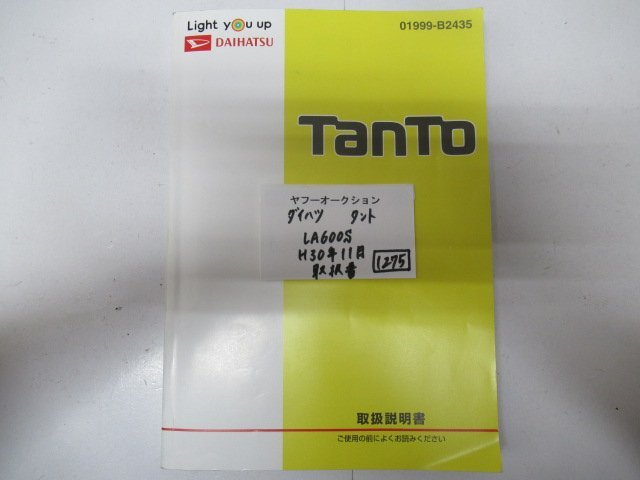 Light you up
DAIHATSU
01999-B2435
TanTo
ヤフーオークション
ダイハツ タント
LA600S
H30年11月
取扱書 1275
取扱説明書
ご使用の前によくお読みください